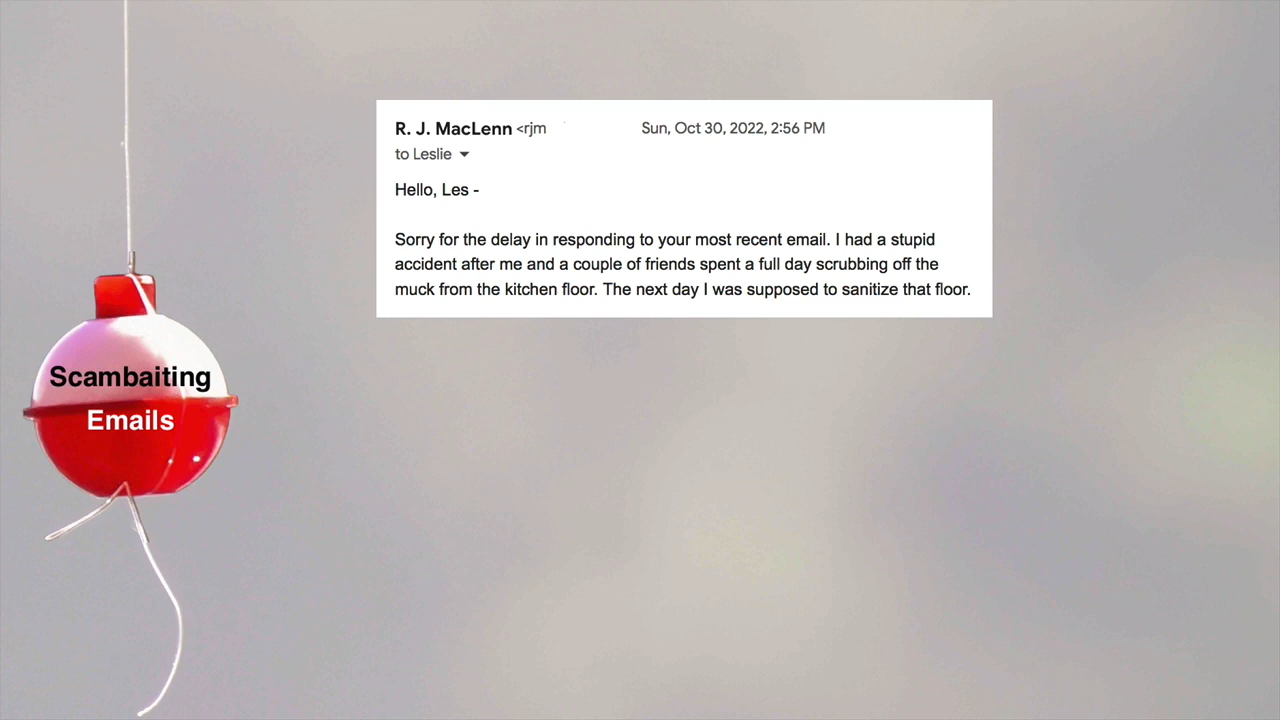 R. J. MacLenn <rjm
Sun, Oct 30, 2022, 2:56 PM
to Leslie
Hello, Les -
Sorry for the delay in responding to your most recent email. I had a stupid
accident after me and a couple of friends spent a full day scrubbing off the
muck from the kitchen floor. The next day I was supposed to sanitize that floor.
Scambaiting
Emails